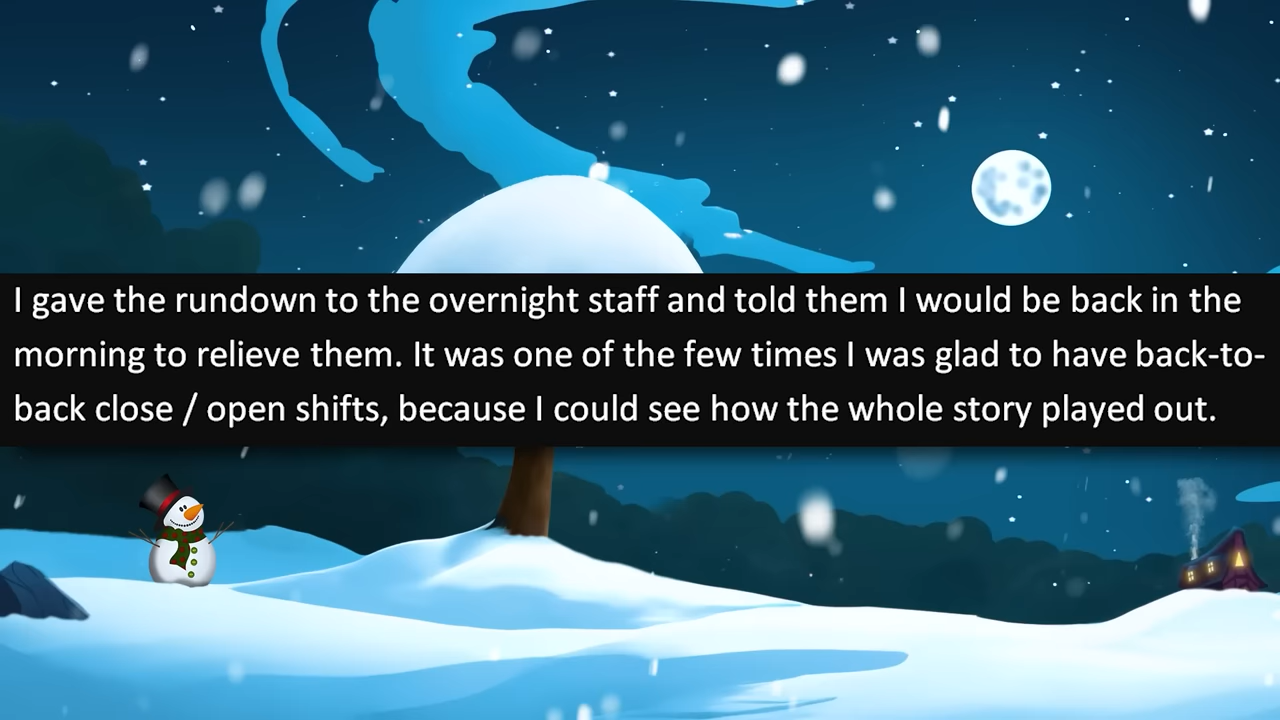 I gave the rundown to the overnight staff and told them I would be back in the
morning to relieve them. It was one of the few times I was glad to have back-to-
back close / open shifts, because I could see how the whole story played out.